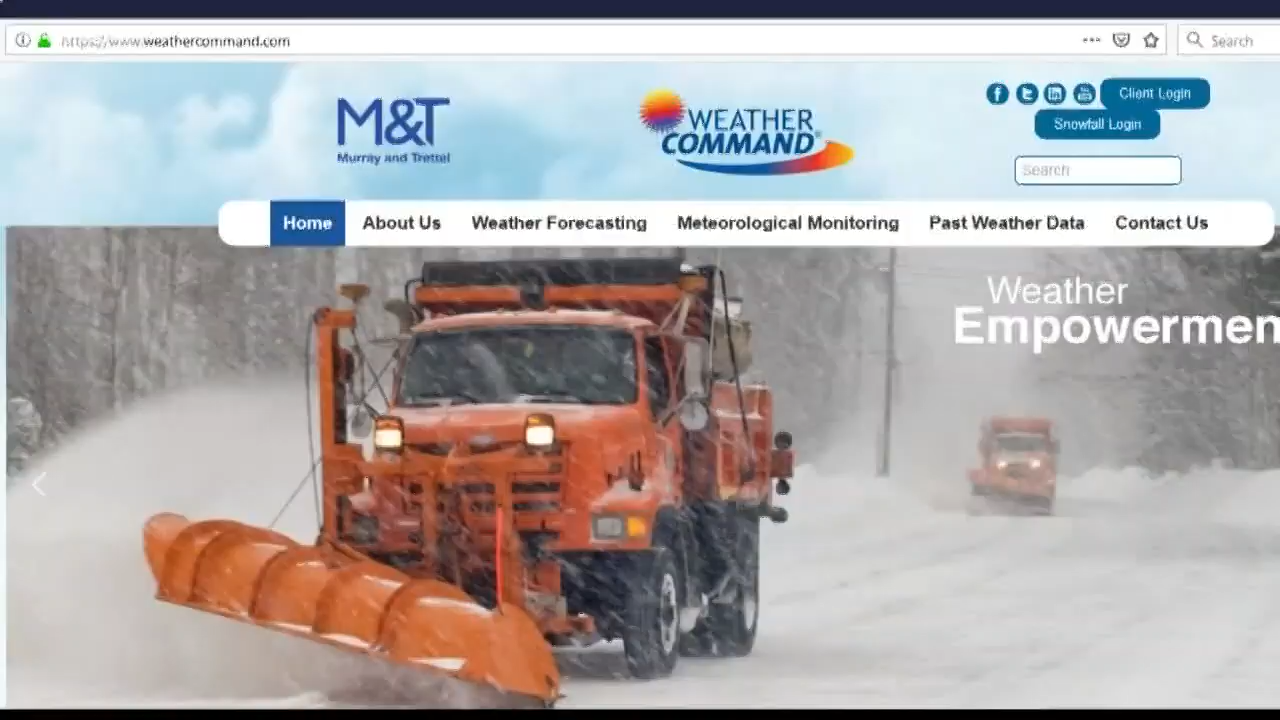 https://www.weathercommand.com
Search
M&T
Murray and Trettel
WEATHER
COMMAND®
Client Login
Snowfall Login
Search
Home
About Us
Weather Forecasting
Meteorological Monitoring
Past Weather Data
Contact Us
Weather
Empowermen